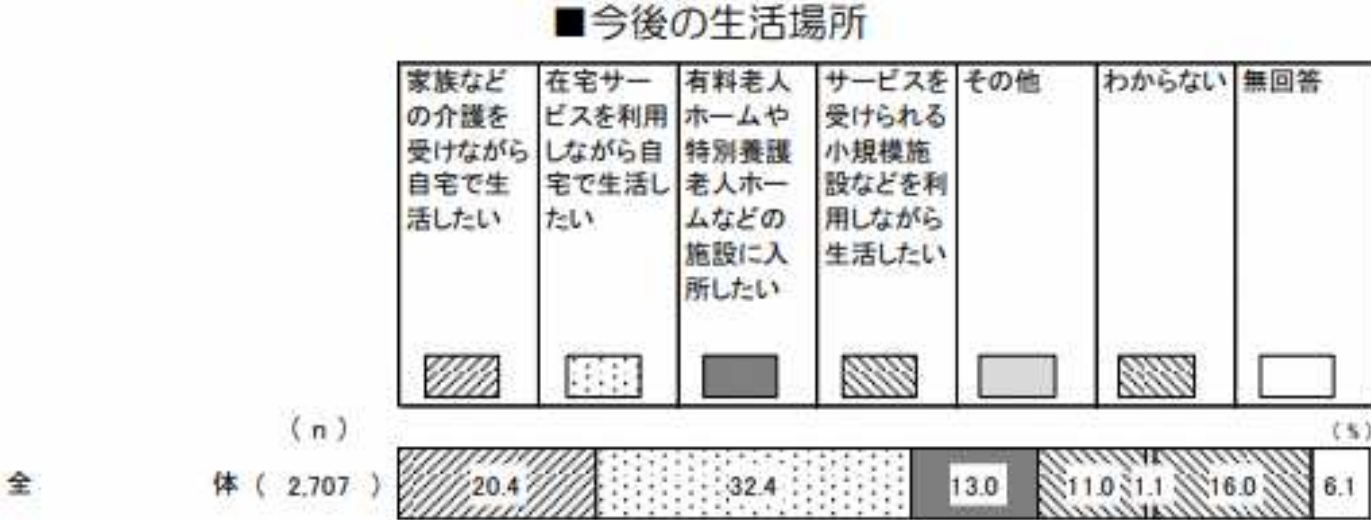 ■今後の生活場所
家族など
の介護を
受けながら
自宅で生
活したい
在宅サー
ビスを利用
しながら自
宅で生活し
たい
有料老人
ホームや
特別養護
老人ホー
ムなどの
施設に入
所したい
サービスを
受けられる
小規模施
設などを利
用しながら
生活したい
その他
わからない
無回答
(n)
(%)
全体( 2.707 ) 20.4 32.4 13.0 11.0 1.1 16.0 6.1